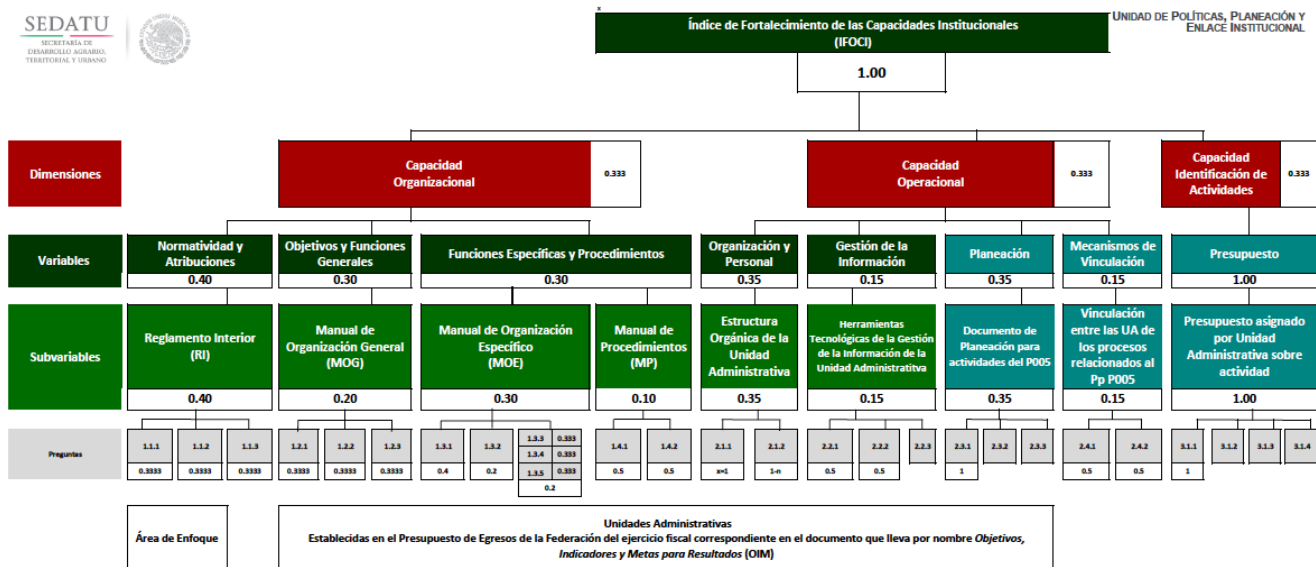 SEDATU
SECRETARÍA DE
DESARROLLO AGRARIO,
TERRITORIAL Y URBANO
x
Índice de Fortalecimiento de las Capacidades Institucionales
(IFOCI)
1.00
UNIDAD DE POLÍTICAS, PLANEACIÓN Y
ENLACE INSTITUCIONAL
Dimensiones
Capacidad
Organizacional
0.333
Capacidad
Operacional
0.333
Capacidad
Identificación de
Actividades
0.333
Variables
Normatividad y
Atribuciones
0.40
Objetivos y Funciones
Generales
0.30
Funciones Específicas y Procedimientos
0.30
Organización y
Personal
0.35
Gestión de la
Información
0.15
Planeación
0.35
Mecanismos de
Vinculación
0.15
Presupuesto
1.00
Subvariables
Reglamento Interior
(RI)
0.40
Manual de
Organización General
(MOG)
0.20
Manual de Organización
Específico
(MOE)
0.30
Manual de
Procedimientos
(MP)
0.10
Estructura
Orgánica de la
Unidad
Administrativa
0.35
Herramientas
Tecnológicas de la Gestión
de la Información de la
Unidad Administratitva
0.15
Documento de
Planeación para
actividades del P005
0.35
Vinculación
entre las UA de
los procesos
relacionados al
Pp P005
0.15
Presupuesto asignado
por Unidad
Administrativa sobre
actividad
1.00
Preguntas
1.1.1
0.3333
1.1.2
0.3333
1.1.3
0.3333
1.2.1
0.3333
1.2.2
0.3333
1.2.3
0.3333
1.3.1
0.4
1.3.2
0.2
1.3.3 0.333
1.3.4 0.333
1.3.5 0.333
0.2
1.4.1
0.5
1.4.2
0.5
2.1.1
x=1
2.1.2
1-n
2.2.1
0.5
2.2.2
0.5
2.2.3
2.3.1
1
2.3.2
2.3.3
2.4.1
0.5
2.4.2
0.5
3.1.1
1
3.1.2
3.1.3
3.1.4
Área de Enfoque
Unidades Administrativas
Establecidas en el Presupuesto de Egresos de la Federación del ejercicio fiscal correspondiente en el documento que lleva por nombre Objetivos,
Indicadores y Metas para Resultados (OIM)